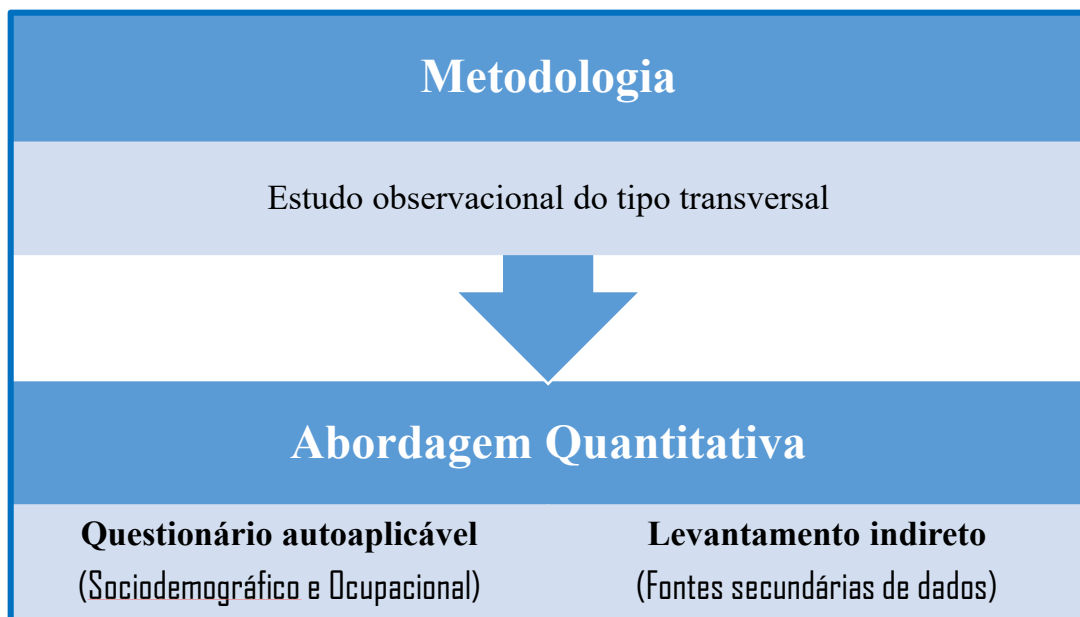 Metodologia
Estudo observacional do tipo transversal
Abordagem Quantitativa
Questionário autoaplicável
(Sociodemográfico e Ocupacional)
Levantamento indireto
(Fontes secundárias de dados)